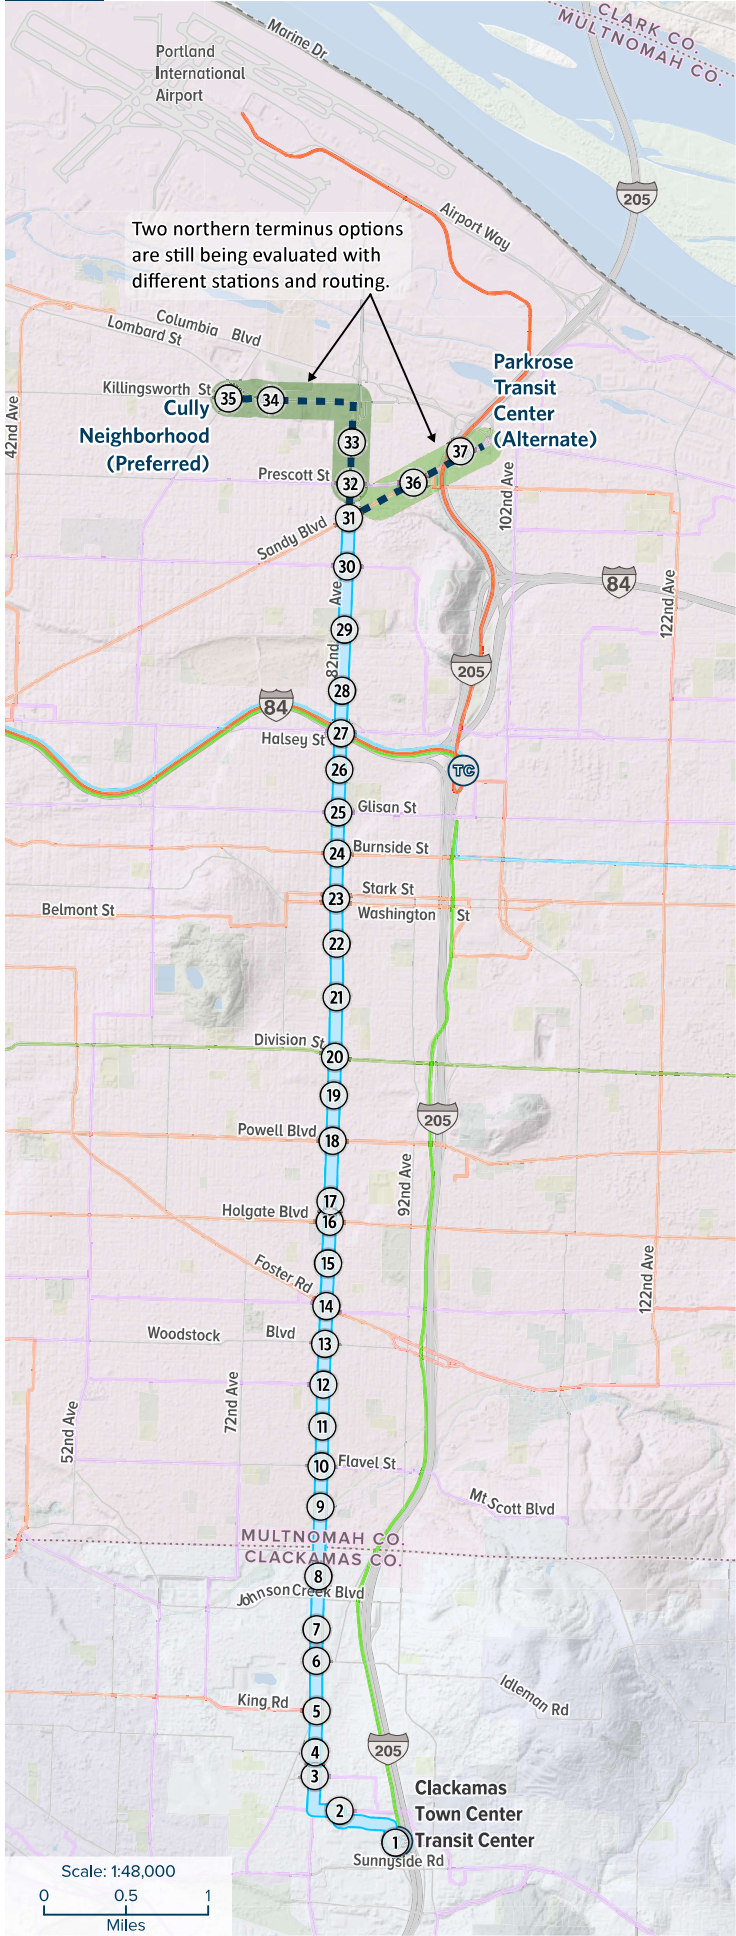 CLARK CO.
MULTNOMAH CO.
Marine Dr
Portland
International
Airport
205
Airport Way
Two northern terminus options
are still being evaluated with
different stations and routing.
Columbia Blvd
Lombard St
Killingsworth St
35
34
Cully
Neighborhood
(Preferred)
Parkrose
Transit
Center
(Alternate)
42nd Ave
33
37
Prescott St
32
36
102nd Ave
31
Sandy Blvd
30
84
122nd Ave
82nd Ave
29
205
28
84
27
Halsey St
26
TC
25
Glisan St
24
Burnside St
Stark St
23
Belmont St
Washington St
22
21
Division St
20
19
205
Powell Blvd
18
92nd Ave
17
Holgate Blvd
16
15
122nd Ave
Foster Rd
14
Woodstock Blvd
13
12
72nd Ave
52nd Ave
11
10
Flavel St
9
Mt Scott Blvd
MULTNOMAH CO.
CLACKAMAS CO.
8
Johnson Creek Blvd
7
6
Idleman Rd
King Rd
5
205
4
3
Clackamas
Town Center
Transit Center
2
1
Sunnyside Rd
Scale: 1:48,000
0 0.5 1
Miles